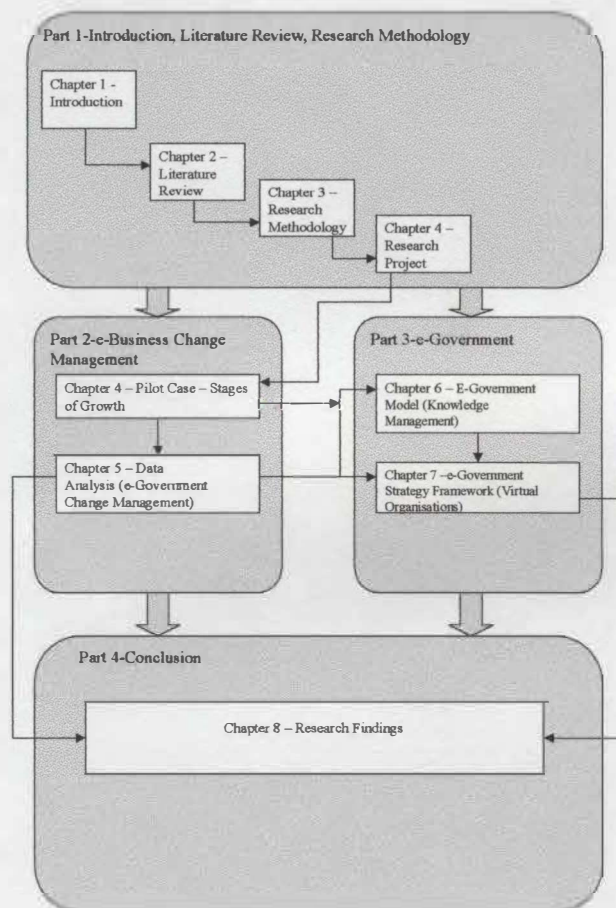 Part 1-Introduction, Literature Review, Research Methodology
Chapter 1 -
Introduction
Chapter 2 –
Literature
Review
Chapter 3 –
Research
Methodology
Chapter 4 –
Research
Project
Part 2-e-Business Change
Management
Chapter 4 – Pilot Case – Stages
of Growth
Chapter 5 – Data
Analysis (e-Government
Change Management)
Part 3-e-Government
Chapter 6 – E-Government
Model (Knowledge
Management)
Chapter 7 –e-Government
Strategy Framework (Virtual
Organisations)
Part 4-Conclusion
Chapter 8 – Research Findings